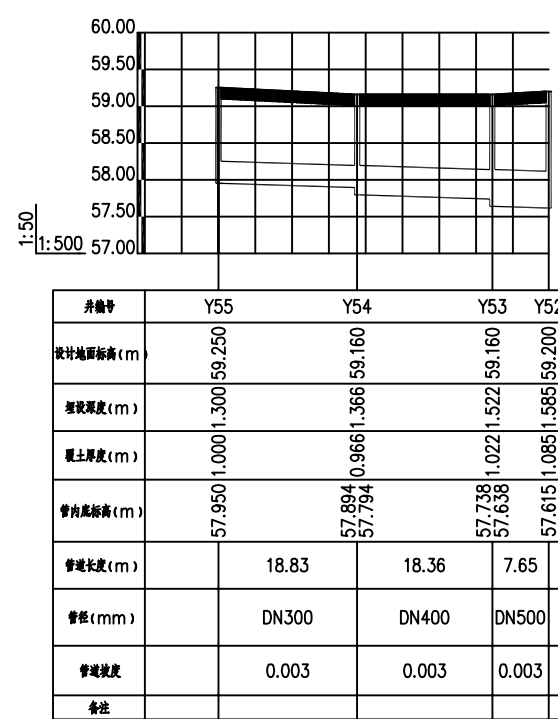 60.00
59.50
59.00
58.50
58.00
57.50
57.00
1:50
1:500
井编号 Y55 Y54 Y53 Y52
设计地面标高(m) 59.250 59.160 59.160 59.200
埋设深度(m) 1.300 1.366 1.522 1.585
覆土厚度(m) 1.000 0.966 1.022 1.085
管内底标高(m) 57.950 57.894 57.794 57.738 57.638 57.615
管道长度(m) 18.83 18.36 7.65
管径(mm) DN300 DN400 DN500
管道坡度 0.003 0.003 0.003
备注